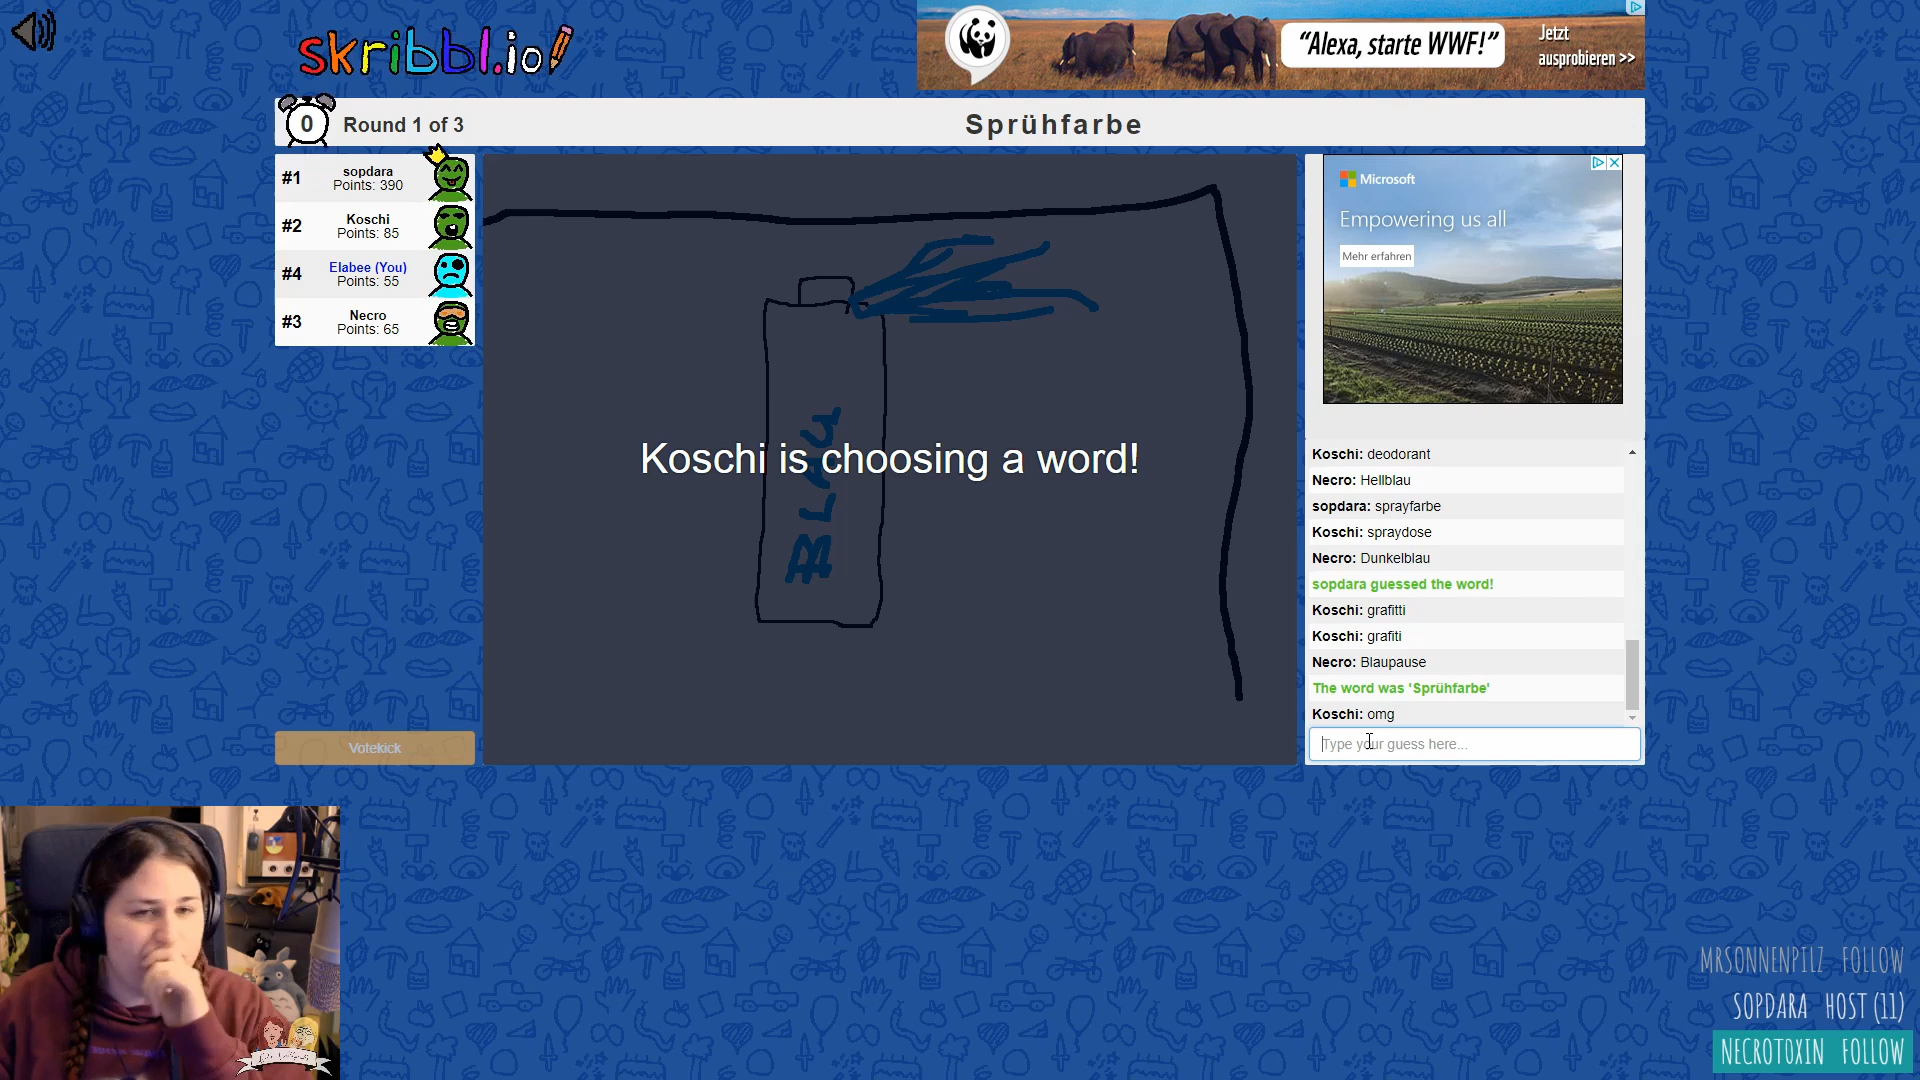 skribbl.io
"Alexa, starte WWF!"
Jetzt
ausprobieren >>
0
Round 1 of 3
Sprühfarbe
#1
sopdara
Points: 390
#2
Koschi
Points: 85
#4
Elabee (You)
Points: 55
#3
Necro
Points: 65
Votekick
BLAU
Koschi is choosing a word!
Microsoft
Empowering us all
Mehr erfahren
Koschi: deodorant
Necro: Hellblau
sopdara: sprayfarbe
Koschi: spraydose
Necro: Dunkelblau
sopdara guessed the word!
Koschi: grafitti
Koschi: grafiti
Necro: Blaupause
The word was 'Sprühfarbe'
Koschi: omg
Type your guess here...
MRSONNENPILZ FOLLOW
SOPDARA HOST (11)
NECROTOXIN FOLLOW